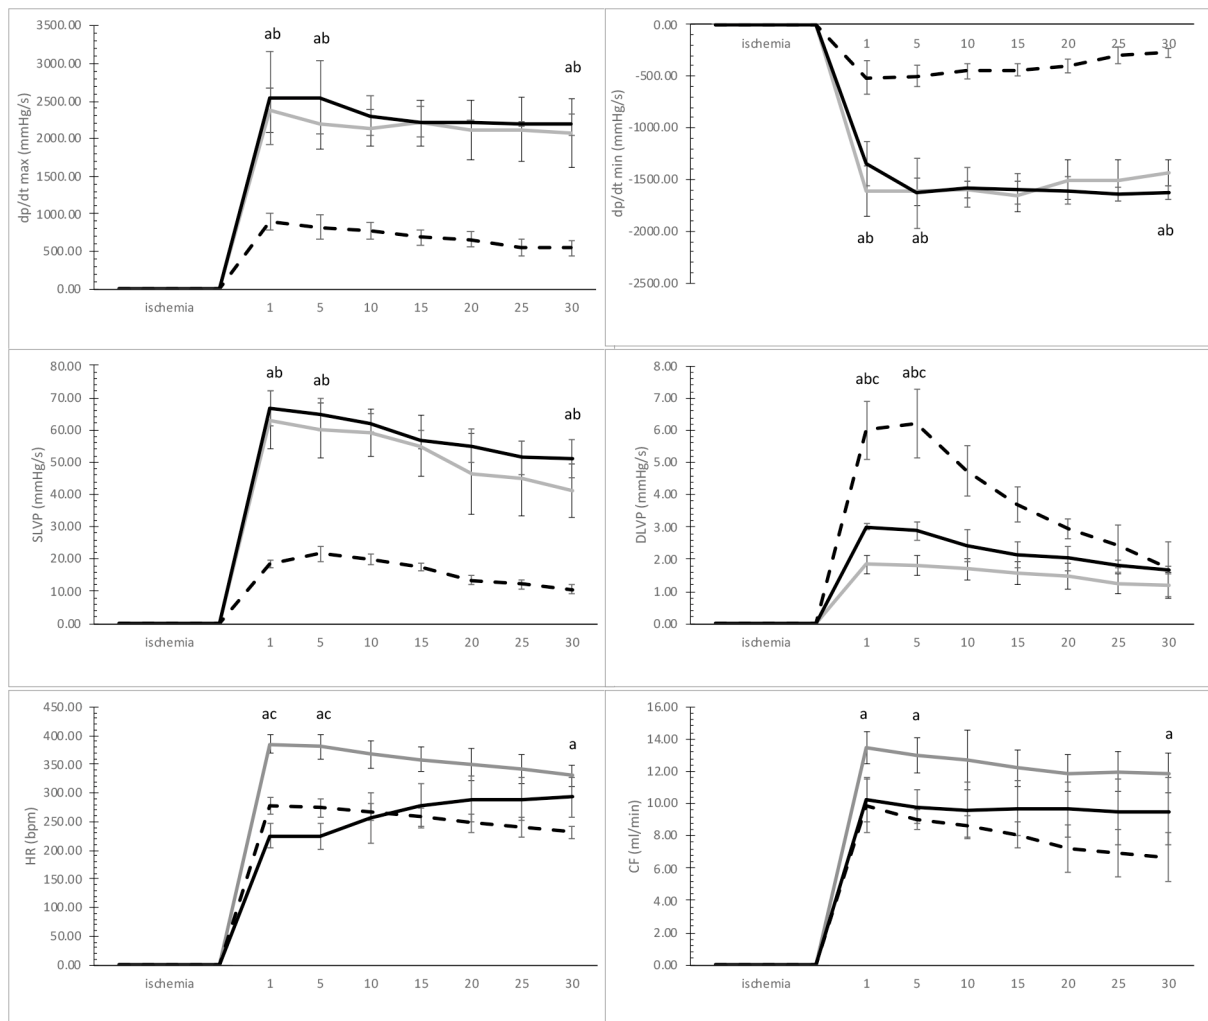 3500.00
3000.00
2500.00
2000.00
1500.00
1000.00
500.00
0.00
dp/dt max (mmHg/s)
ab
ab
ab
ischemia 1 5 10 15 20 25 30
0.00
-500.00
-1000.00
-1500.00
-2000.00
-2500.00
dp/dt min (mmHg/s)
ischemia 1 5 10 15 20 25 30
ab
ab
ab
80.00
70.00
60.00
50.00
40.00
30.00
20.00
10.00
0.00
SLVP (mmHg/s)
ab
ab
ab
ischemia 1 5 10 15 20 25 30
8.00
7.00
6.00
5.00
4.00
3.00
2.00
1.00
0.00
DLVP (mmHg/s)
abc
abc
ischemia 1 5 10 15 20 25 30
450.00
400.00
350.00
300.00
250.00
200.00
150.00
100.00
50.00
0.00
HR (bpm)
ac
ac
a
ischemia 1 5 10 15 20 25 30
16.00
14.00
12.00
10.00
8.00
6.00
4.00
2.00
0.00
CF (ml/min)
a
a
a
ischemia 1 5 10 15 20 25 30